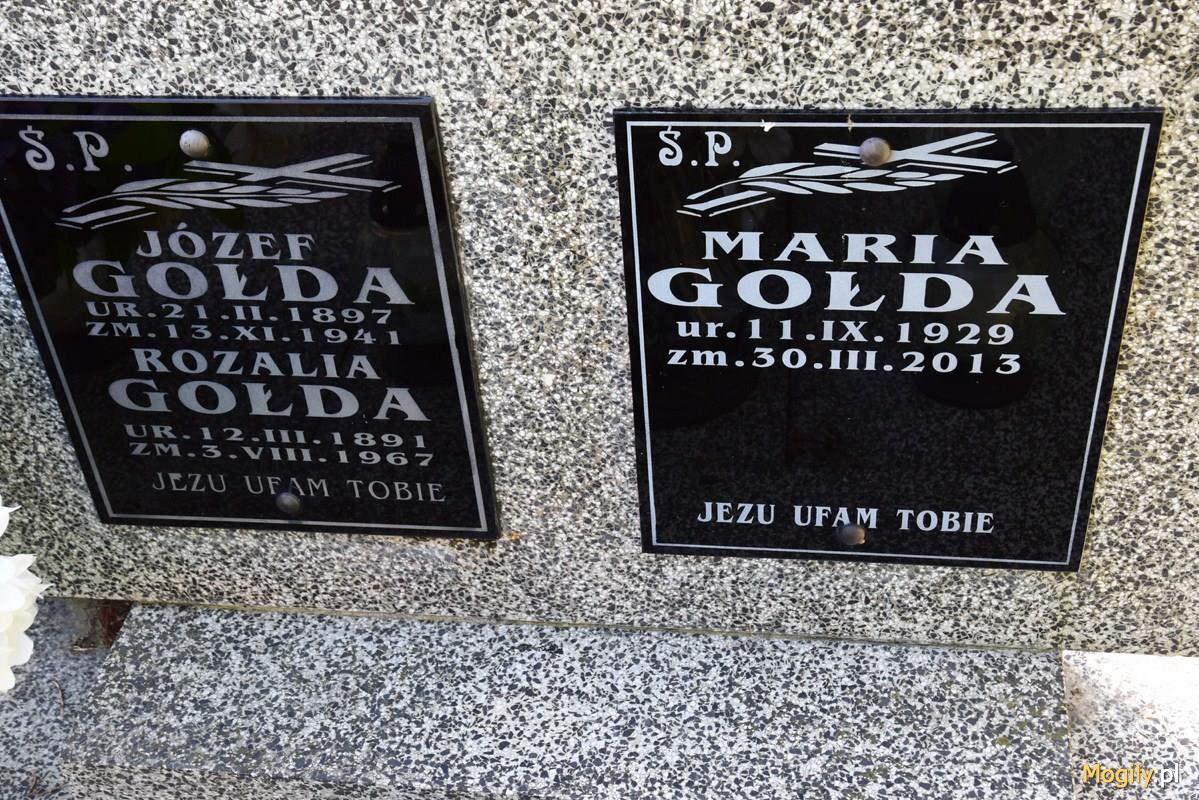 Ś.P.
JÓZEF
GOŁDA
UR.21.II.1897
ZM.13.XI.1941
ROZALIA
GOŁDA
UR.12.III.1891
ZM.3.VIII.1967
JEZU UFAM TOBIE
Ś.P.
MARIA
GOŁDA
ur.11.IX.1929
zm.30.III.2013
JEZU UFAM TOBIE
Mogily.pl